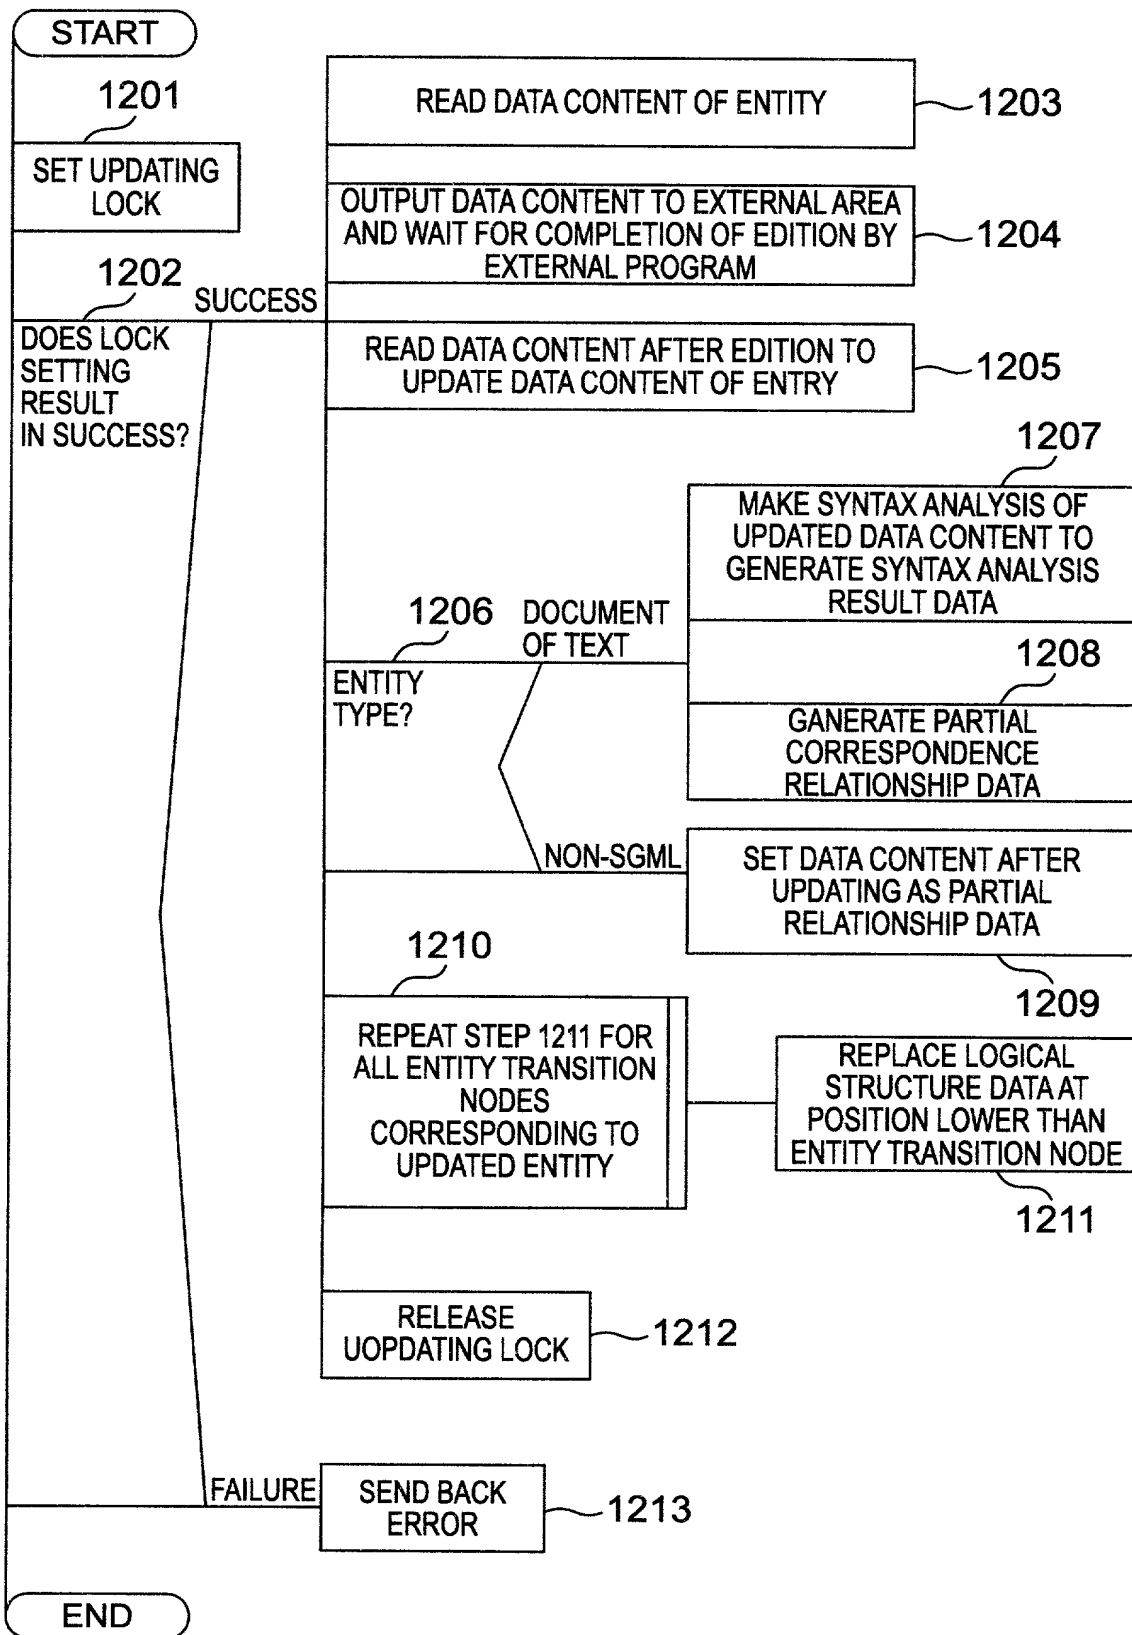 START
1201
SET UPDATING
LOCK
1202
SUCCESS
DOES LOCK
SETTING
RESULT
IN SUCCESS?
READ DATA CONTENT OF ENTITY
1203
OUTPUT DATA CONTENT TO EXTERNAL AREA
AND WAIT FOR COMPLETION OF EDITION BY
EXTERNAL PROGRAM
1204
READ DATA CONTENT AFTER EDITION TO
UPDATE DATA CONTENT OF ENTRY
1205
1206
ENTITY
TYPE?
DOCUMENT
OF TEXT
1207
MAKE SYNTAX ANALYSIS OF
UPDATED DATA CONTENT TO
GENERATE SYNTAX ANALYSIS
RESULT DATA
1208
GANERATE PARTIAL
CORRESPONDENCE
RELATIONSHIP DATA
NON-SGML
SET DATA CONTENT AFTER
UPDATING AS PARTIAL
RELATIONSHIP DATA
1209
1210
REPEAT STEP 1211 FOR
ALL ENTITY TRANSITION
NODES
CORRESPONDING TO
UPDATED ENTITY
REPLACE LOGICAL
STRUCTURE DATA AT
POSITION LOWER THAN
ENTITY TRANSITION NODE
1211
RELEASE
UOPDATING LOCK
1212
FAILURE
SEND BACK
ERROR
1213
END